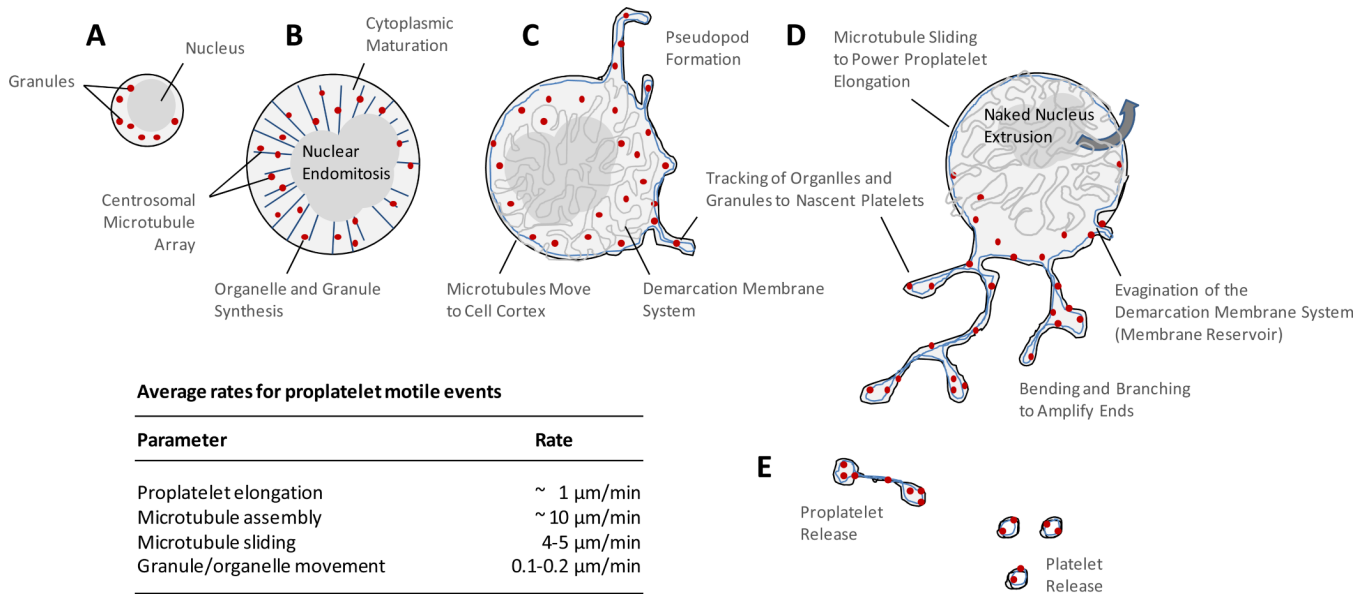 A
Nucleus
Granules
B
Cytoplasmic
Maturation
Nuclear
Endomitosis
Centrosomal
Microtubule
Array
Organelle and Granule
Synthesis
C
Pseudopod
Formation
Microtubules Move
to Cell Cortex
Demarcation Membrane
System
D
Microtubule Sliding
to Power Proplatelet
Elongation
Naked Nucleus
Extrusion
Tracking of Organlles and
Granules to Nascent Platelets
Evagination of the
Demarcation Membrane System
(Membrane Reservoir)
Bending and Branching
to Amplify Ends
Average rates for proplatelet motile events
Parameter Rate
Proplatelet elongation ~ 1 µm/min
Microtubule assembly ~ 10 µm/min
Microtubule sliding 4-5 µm/min
Granule/organelle movement 0.1-0.2 µm/min
E
Proplatelet
Release
Platelet
Release